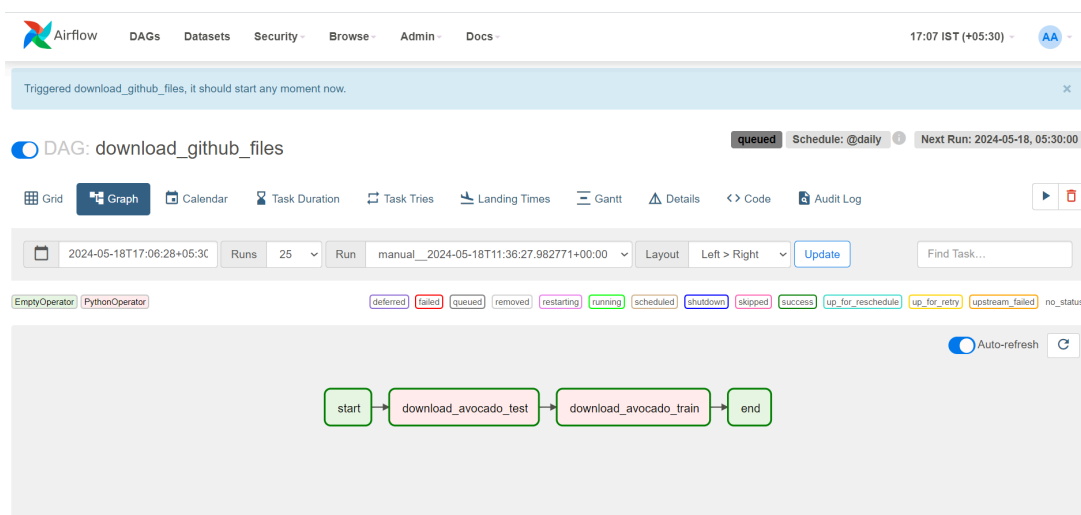 Airflow DAGs Datasets Security Browse Admin Docs 17:07 IST (+05:30) AA
Triggered download_github_files, it should start any moment now. ×
DAG: download_github_files queued Schedule: @daily i Next Run: 2024-05-18, 05:30:00
Grid Graph Calendar Task Duration Task Tries Landing Times Gantt Details <> Code Audit Log
2024-05-18T17:06:28+05:30 Runs 25 Run manual__2024-05-18T11:36:27.982771+00:00 Layout Left > Right Update Find Task...
EmptyOperator PythonOperator deferred failed queued removed restarting running scheduled shutdown skipped success up_for_reschedule up_for_retry upstream_failed no_status
Auto-refresh
start download_avocado_test download_avocado_train end